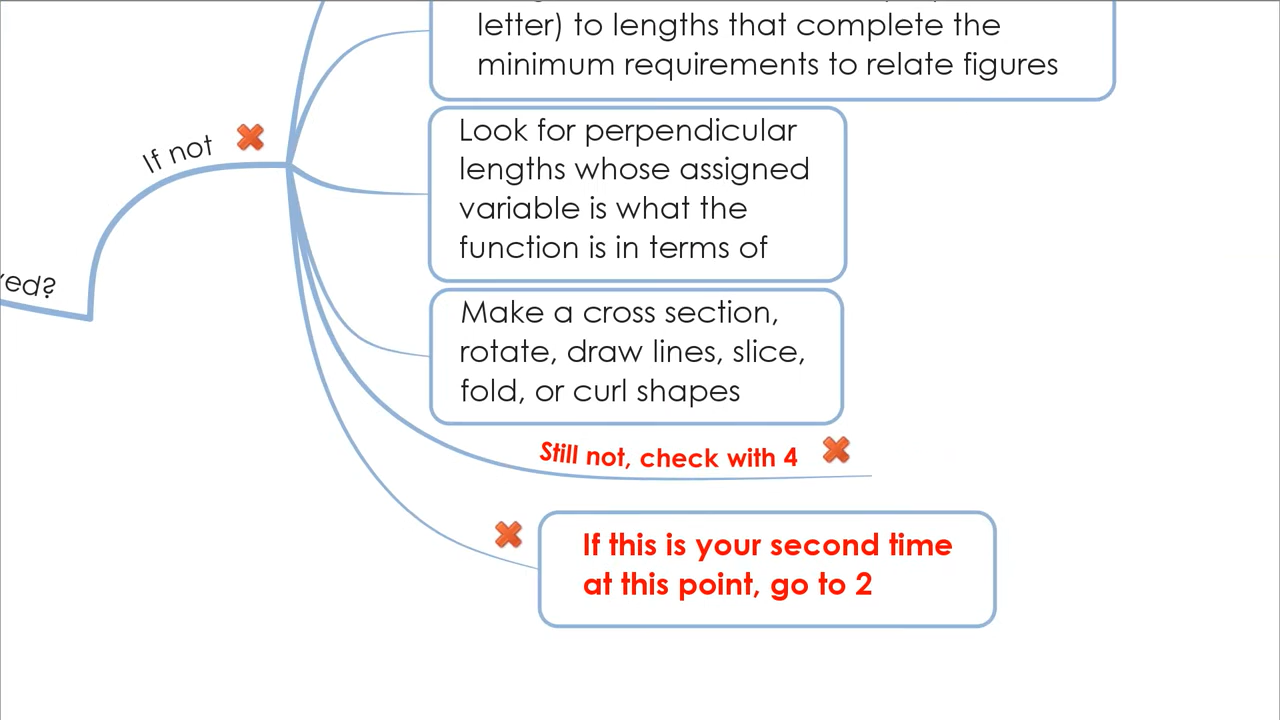 letter) to lengths that complete the
minimum requirements to relate figures
If not
Look for perpendicular
lengths whose assigned
variable is what the
function is in terms of
Make a cross section,
rotate, draw lines, slice,
fold, or curl shapes
Still not, check with 4
If this is your second time
at this point, go to 2